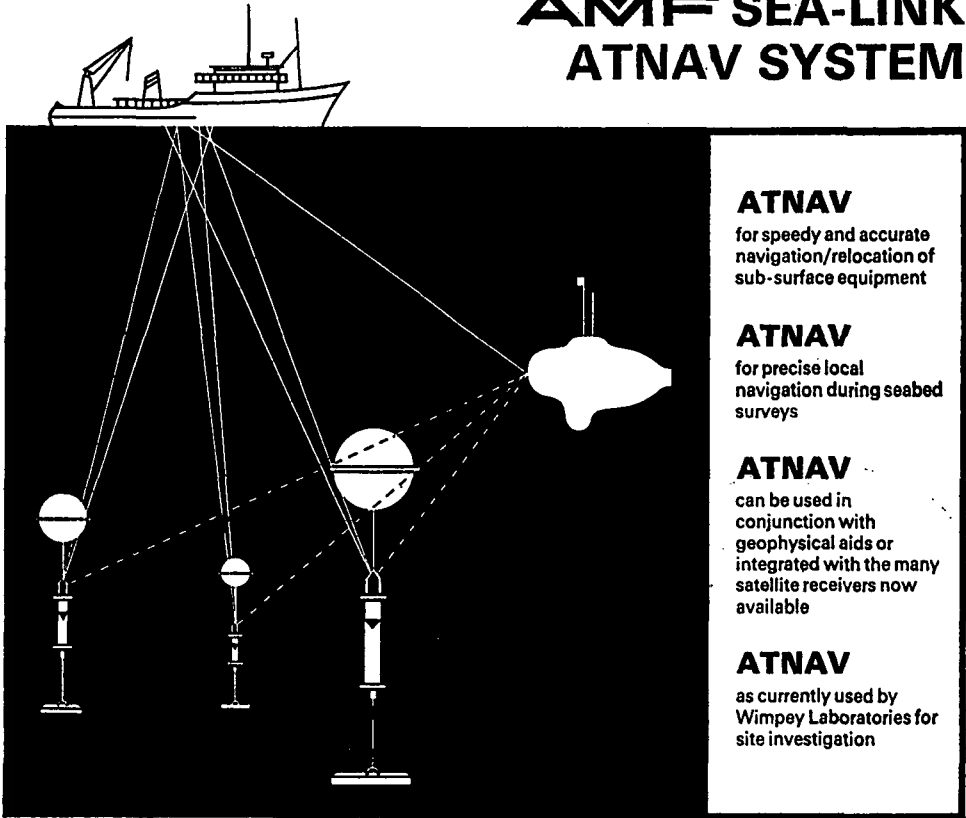 AMF SEA-LINK
ATNAV SYSTEM
ATNAV
for speedy and accurate
navigation/relocation of
sub-surface equipment
ATNAV
for precise local
navigation during seabed
surveys
ATNAV
can be used in
conjunction with
geophysical aids or
integrated with the many
satellite receivers now
available
ATNAV
as currently used by
Wimpey Laboratories for
site investigation